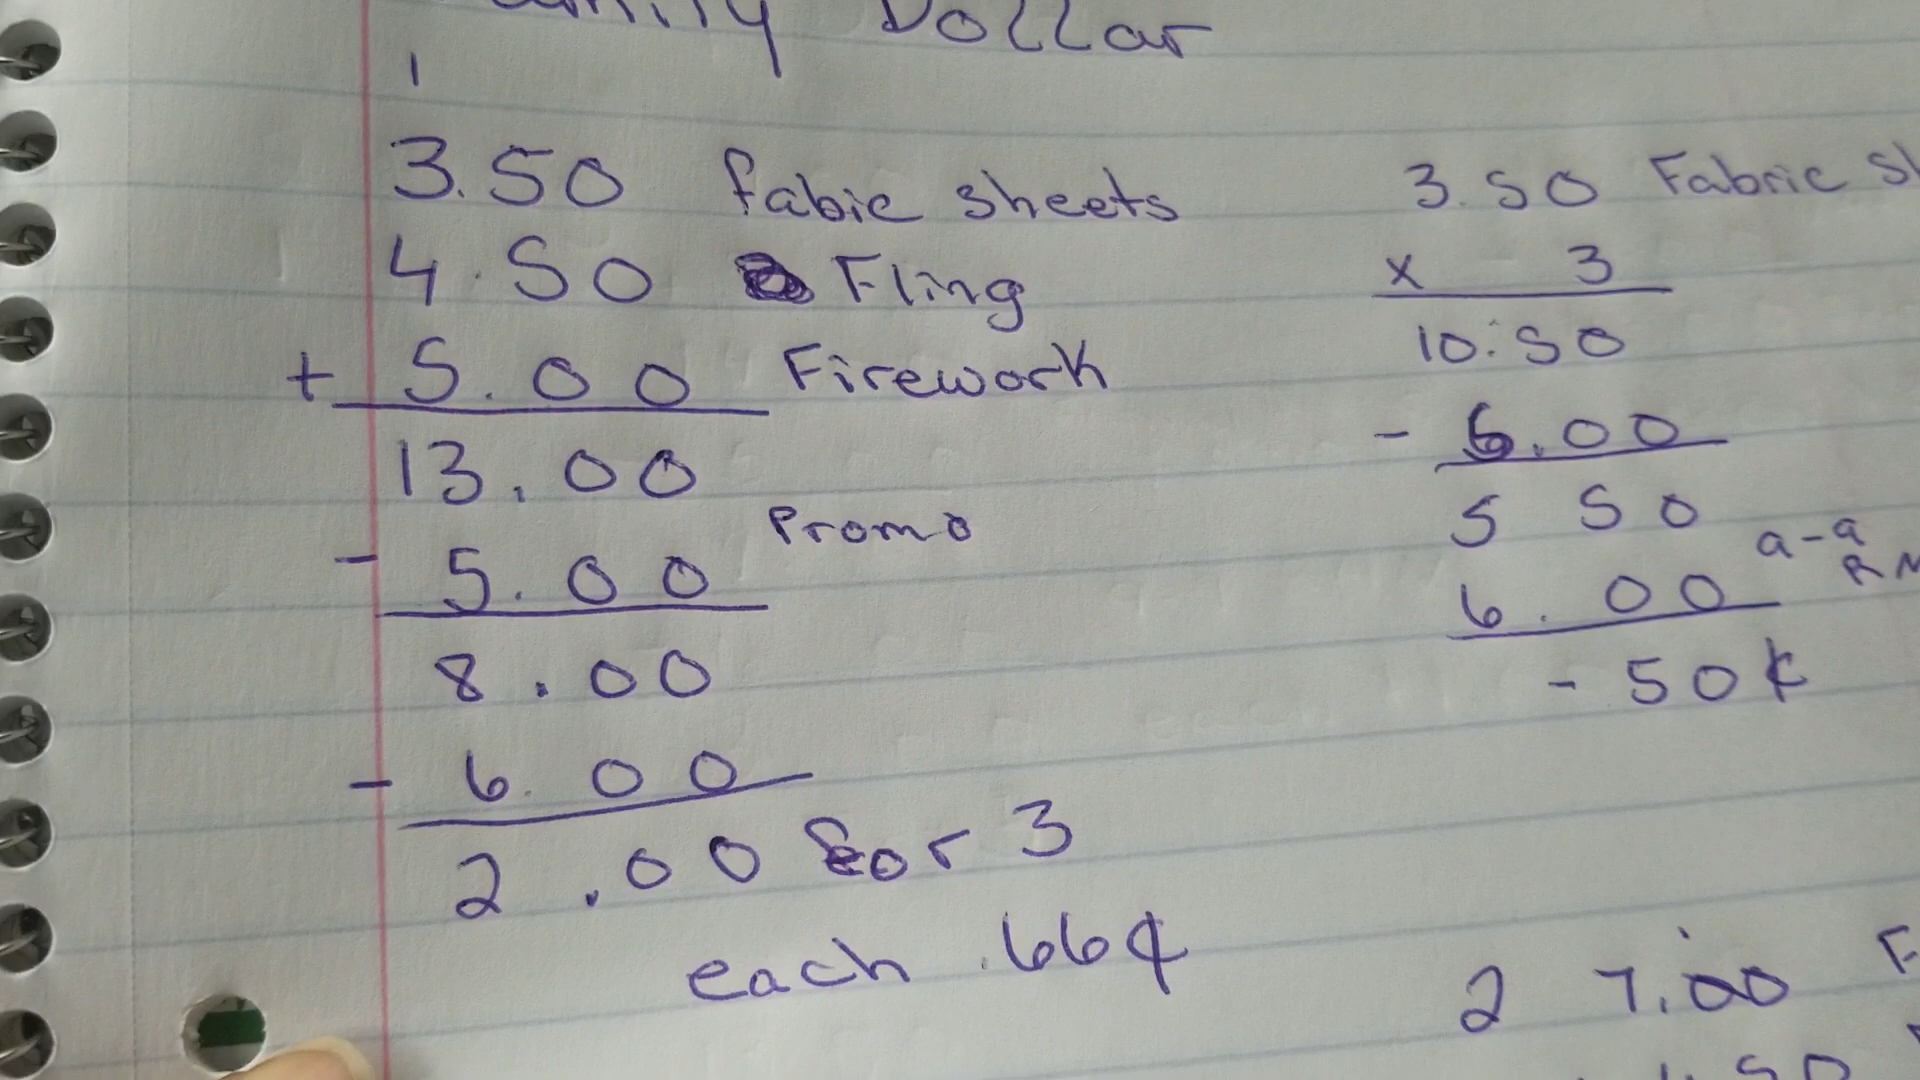 Family Dollar
1
3.50 fabic sheets
4.50 Fling
+ 5.00 Firework
13.00
Promo
- 5.00
8.00
- 6.00
2.00 for 3
each .66¢
3.50 Fabric
x 3
10.50
- 6.00
5 50
a-a
6.00
- 50¢
2 7.00